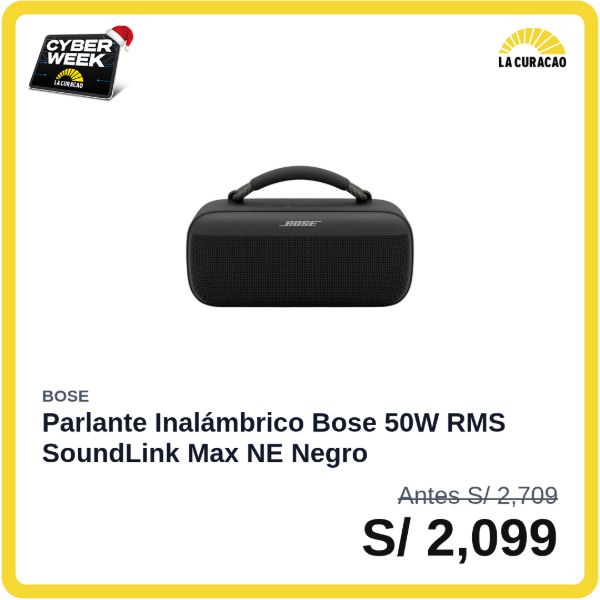 CYBER
WEEK
LA CURACAO
LA CURACAO
BOSE
BOSE
Parlante Inalámbrico Bose 50W RMS
SoundLink Max NE Negro
Antes S/ 2,709
S/ 2,099